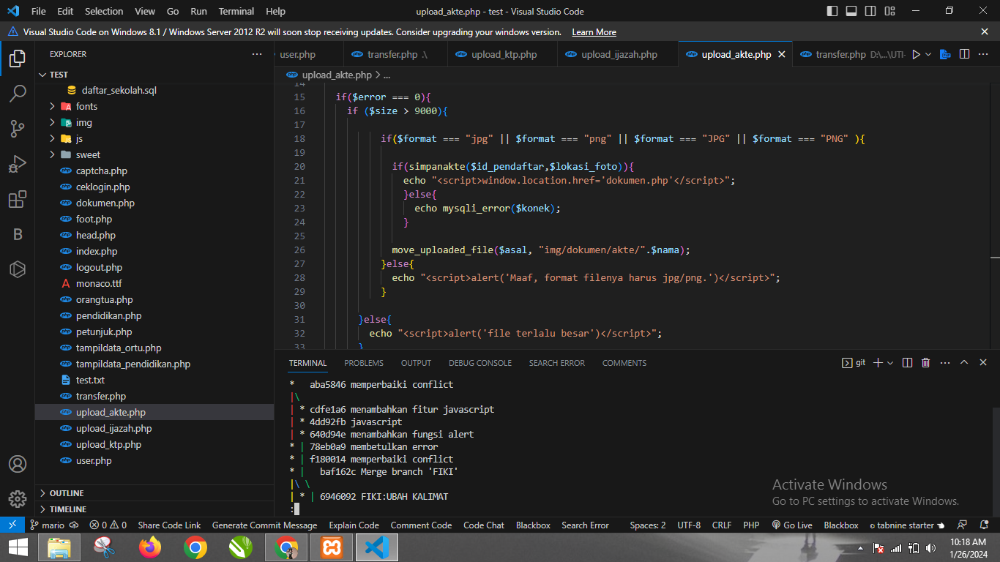 File Edit Selection View Go Run Terminal Help upload_akte.php - test - Visual Studio Code
Visual Studio Code on Windows 8.1 / Windows Server 2012 R2 will soon stop receiving updates. Consider upgrading your windows version. Learn More
EXPLORER
TEST
daftar_sekolah.sql
fonts
img
js
sweet
captcha.php
ceklogin.php
dokumen.php
foot.php
head.php
index.php
logout.php
monaco.ttf
orangtua.php
pendidikan.php
petunjuk.php
tampildata_ortu.php
tampildata_pendidikan.php
test.txt
transfer.php
upload_akte.php
upload_ijazah.php
upload_ktp.php
user.php
OUTLINE
TIMELINE
user.php transfer.php .\ upload_ktp.php upload_ijazah.php upload_akte.php transfer.php D:\...\UTI-
upload_akte.php > ...
14
15 if($error === 0){
16 if ($size > 9000){
17
18 if($format === "jpg" || $format === "png" || $format === "JPG" || $format === "PNG" ){
19
20 if(simpanakte($id_pendaftar,$lokasi_foto)){
21 echo "<script>window.location.href='dokumen.php'</script>";
22 }else{
23 echo mysqli_error($konek);
24 }
25
26 move_uploaded_file($asal, "img/dokumen/akte/".$nama);
27 }else{
28 echo "<script>alert('Maaf, format filenya harus jpg/png.')</script>";
29 }
30
31 }else{
32 echo "<script>alert('file terlalu besar')</script>";
33 }
TERMINAL PROBLEMS OUTPUT DEBUG CONSOLE SEARCH ERROR COMMENTS git
* aba5846 memperbaiki conflict
|\
| * cdfe1a6 menambahkan fitur javascript
| * 4dd92fb javascript
| * 640d94e menambahkan fungsi alert
* | 78eb0a9 membetulkan error
* | f180014 memperbaiki conflict
* | baf162c Merge branch 'FIKI'
|\ \
| * | 6946092 FIKI:UBAH KALIMAT
:
Activate Windows
Go to PC settings to activate Windows.
mario 0 0 Share Code Link Generate Commit Message Explain Code Comment Code Code Chat Blackbox Search Error Spaces: 2 UTF-8 CRLF PHP Go Live Blackbox tabnine starter
10:18 AM
1/26/2024